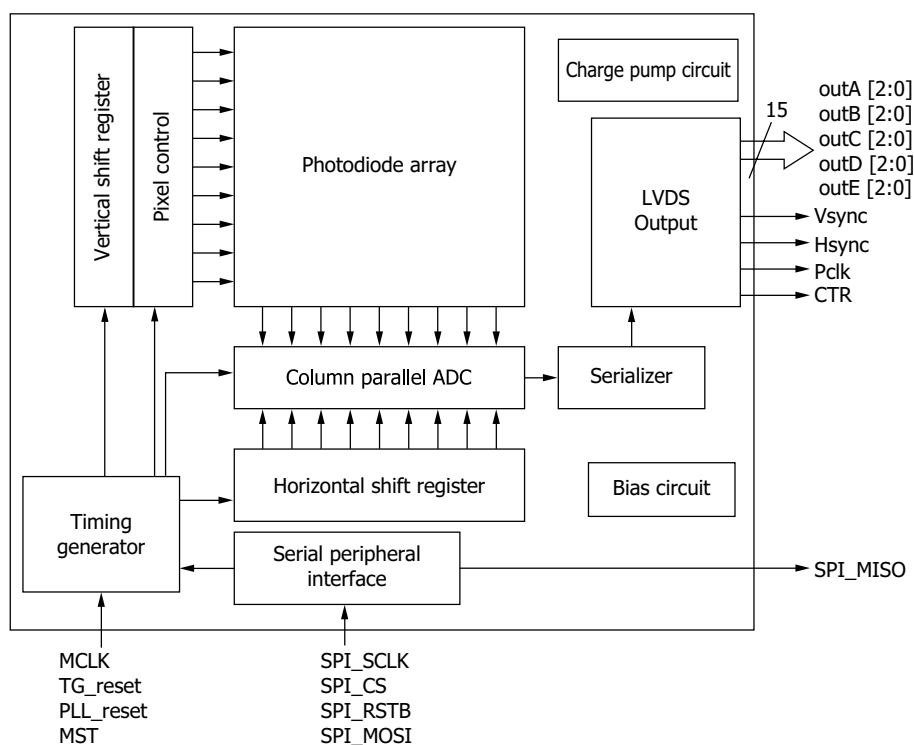 Vertical shift register
Pixel control
Photodiode array
Charge pump circuit
15
outA [2:0]
outB [2:0]
outC [2:0]
outD [2:0]
outE [2:0]
LVDS
Output
Vsync
Hsync
Pclk
CTR
Column parallel ADC
Serializer
Horizontal shift register
Bias circuit
Timing
generator
Serial peripheral
interface
SPI_MISO
MCLK
TG_reset
PLL_reset
MST
SPI_SCLK
SPI_CS
SPI_RSTB
SPI_MOSI